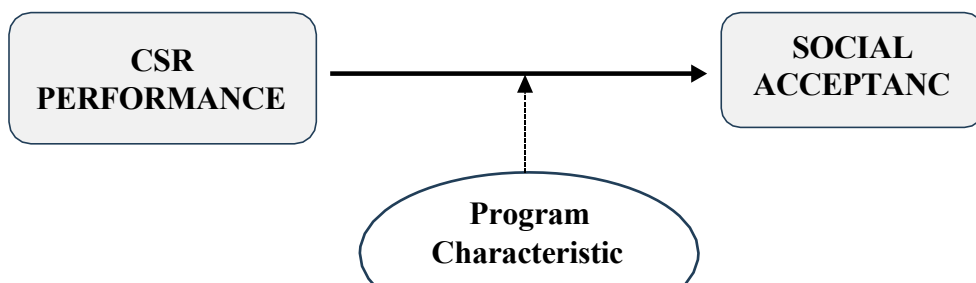 CSR
PERFORMANCE
SOCIAL
ACCEPTANC
Program
Characteristic